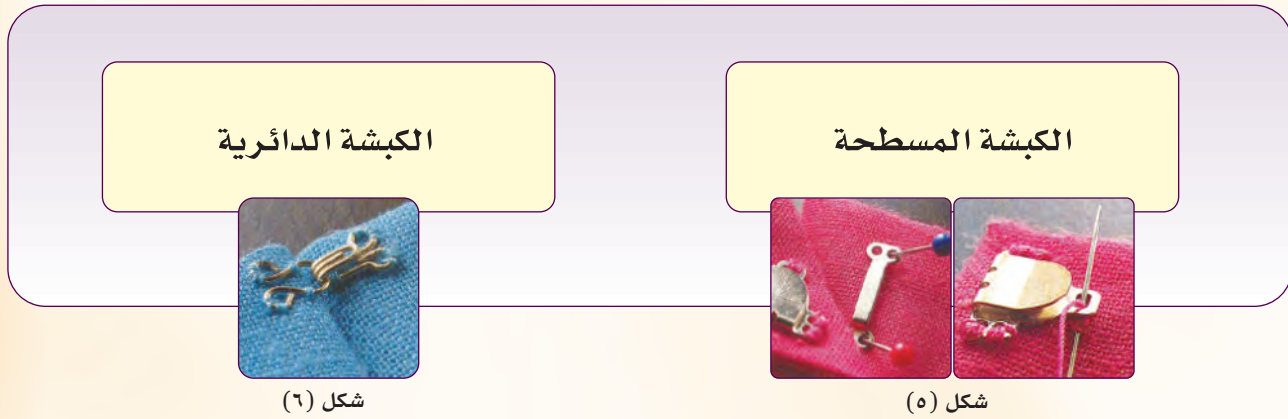 الكبشة المسطحة
الكبشة الدائرية
شكل (٥)
شكل (٦)